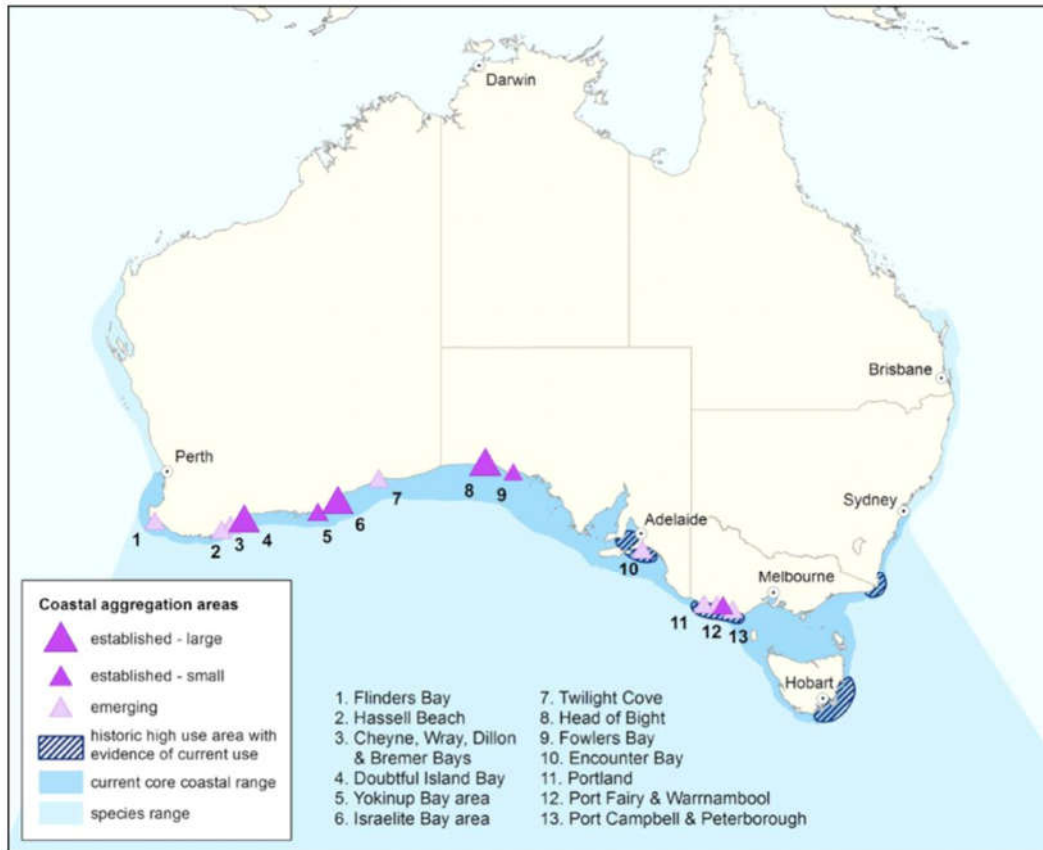 Darwin
Brisbane
Perth
Sydney
Adelaide
Melbourne
Hobart
1
2
3
4
5
6
7
8
9
10
11
12
13
Coastal aggregation areas
established - large
established - small
emerging
historic high use area with
evidence of current use
current core coastal range
species range
1. Flinders Bay
2. Hassell Beach
3. Cheyne, Wray, Dillon
& Bremer Bays
4. Doubtful Island Bay
5. Yokinup Bay area
6. Israelite Bay area
7. Twilight Cove
8. Head of Bight
9. Fowlers Bay
10. Encounter Bay
11. Portland
12. Port Fairy & Warrnambool
13. Port Campbell & Peterborough